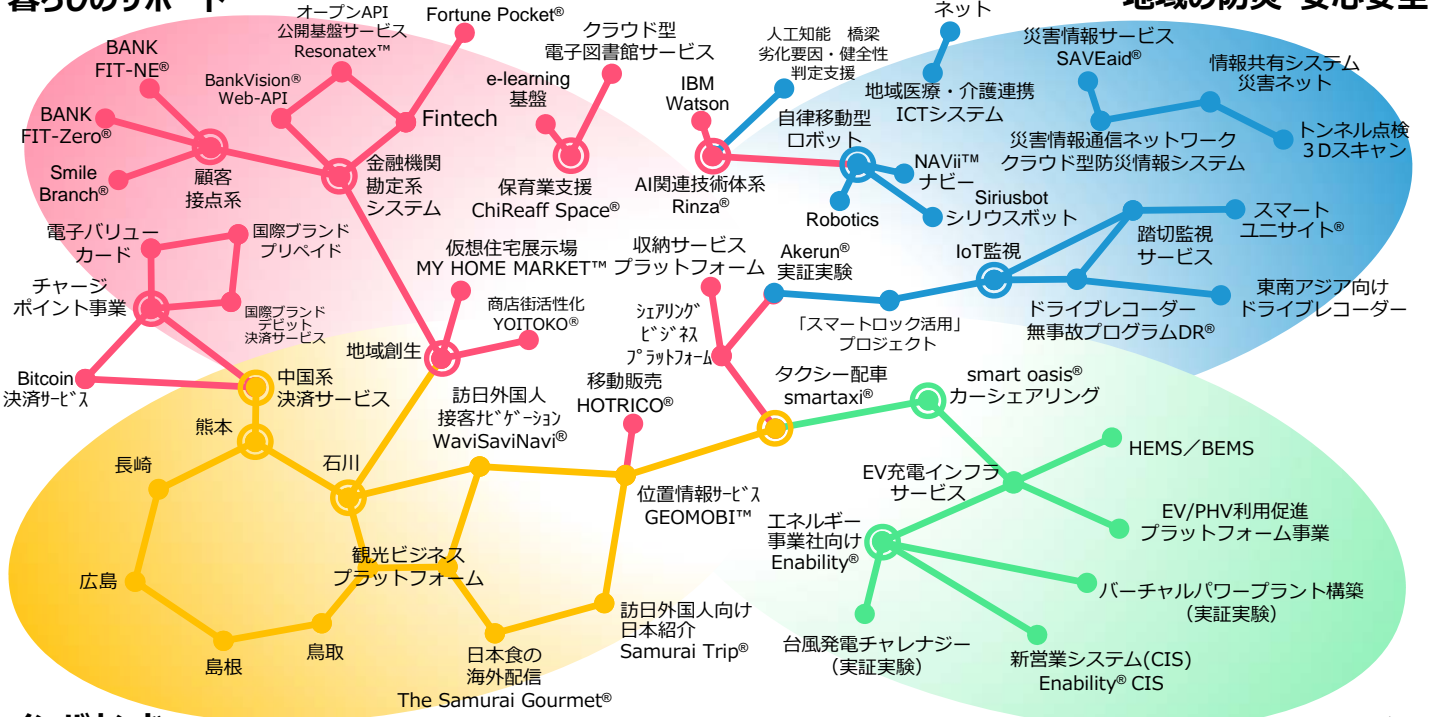 暮らしのサポート
地域の防災・安心安全
オープンAPI
公開基盤サービス
Resonatex™
Fortune Pocket®
BANK
FIT-NE®
BankVision®
Web-API
BANK
FIT-Zero®
Fintech
Smile
Branch®
顧客
接点系
金融機関
勘定系
システム
クラウド型
電子図書館サービス
e-learning
基盤
保育業支援
ChiReaff Space®
IBM
Watson
人工知能 橋梁
劣化要因・健全性
判定支援
AI関連技術体系
Rinza®
自律移動型
ロボット
NAVii™
ナビー
Robotics
Siriusbot
シリウスボット
ネット
地域医療・介護連携
ICTシステム
災害情報サービス
SAVEaid®
情報共有システム
災害ネット
災害情報通信ネットワーク
クラウド型防災情報システム
トンネル点検
3Dスキャン
電子バリュー
カード
国際ブランド
プリペイド
チャージ
ポイント事業
国際ブランド
デビット
決済サービス
Bitcoin
決済ｻｰﾋﾞｽ
中国系
決済サービス
仮想住宅展示場
MY HOME MARKET™
商店街活性化
YOITOKO®
地域創生
収納サービス
プラットフォーム
ｼｪｱﾘﾝｸﾞ
ﾋﾞｼﾞﾈｽ
ﾌﾟﾗｯﾄﾌｫｰﾑ
Akerun®
実証実験
「スマートロック活用」
プロジェクト
IoT監視
踏切監視
サービス
スマート
ユニサイト®
ドライブレコーダー
無事故プログラムDR®
東南アジア向け
ドライブレコーダー
熊本
長崎
広島
島根
鳥取
石川
訪日外国人
接客ﾅﾋﾞｹﾞｰｼｮﾝ
WaviSaviNavi®
移動販売
HOTRICO®
タクシー配車
smartaxi®
位置情報ｻｰﾋﾞｽ
GEOMOBI™
観光ビジネス
プラットフォーム
日本食の
海外配信
The Samurai Gourmet®
訪日外国人向け
日本紹介
Samurai Trip®
smart oasis®
カーシェアリング
EV充電インフラ
サービス
HEMS／BEMS
EV/PHV利用促進
プラットフォーム事業
エネルギー
事業社向け
Enability®
バーチャルパワープラント構築
（実証実験）
台風発電チャレナジー
（実証実験）
新営業システム(CIS)
Enability® CIS